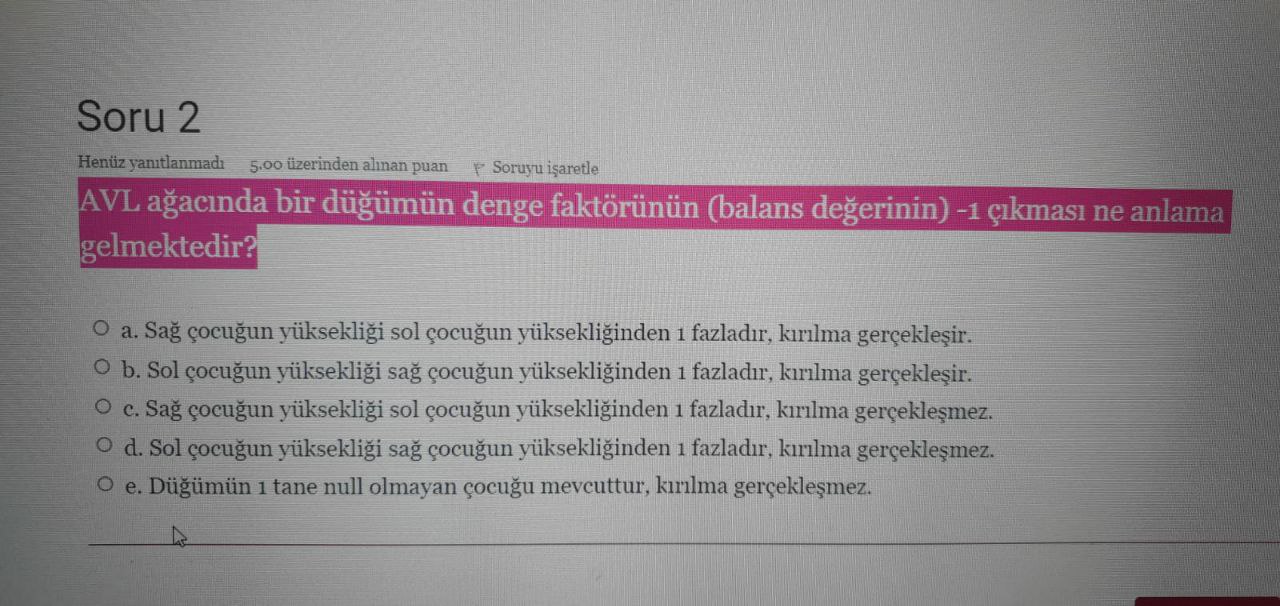 Soru 2
Henüz yanıtlanmadı 5,00 üzerinden alınan puan Soruyu işaretle
AVL ağacında bir düğümün denge faktörünün (balans değerinin) -1 çıkması ne anlama
gelmektedir?
a. Sağ çocuğun yüksekliği sol çocuğun yüksekliğinden 1 fazladır, kırılma gerçekleşir.
b. Sol çocuğun yüksekliği sağ çocuğun yüksekliğinden 1 fazladır, kırılma gerçekleşir.
c. Sağ çocuğun yüksekliği sol çocuğun yüksekliğinden 1 fazladır, kırılma gerçekleşmez.
d. Sol çocuğun yüksekliği sağ çocuğun yüksekliğinden 1 fazladır, kırılma gerçekleşmez.
e. Düğümün 1 tane null olmayan çocuğu mevcuttur, kırılma gerçekleşmez.